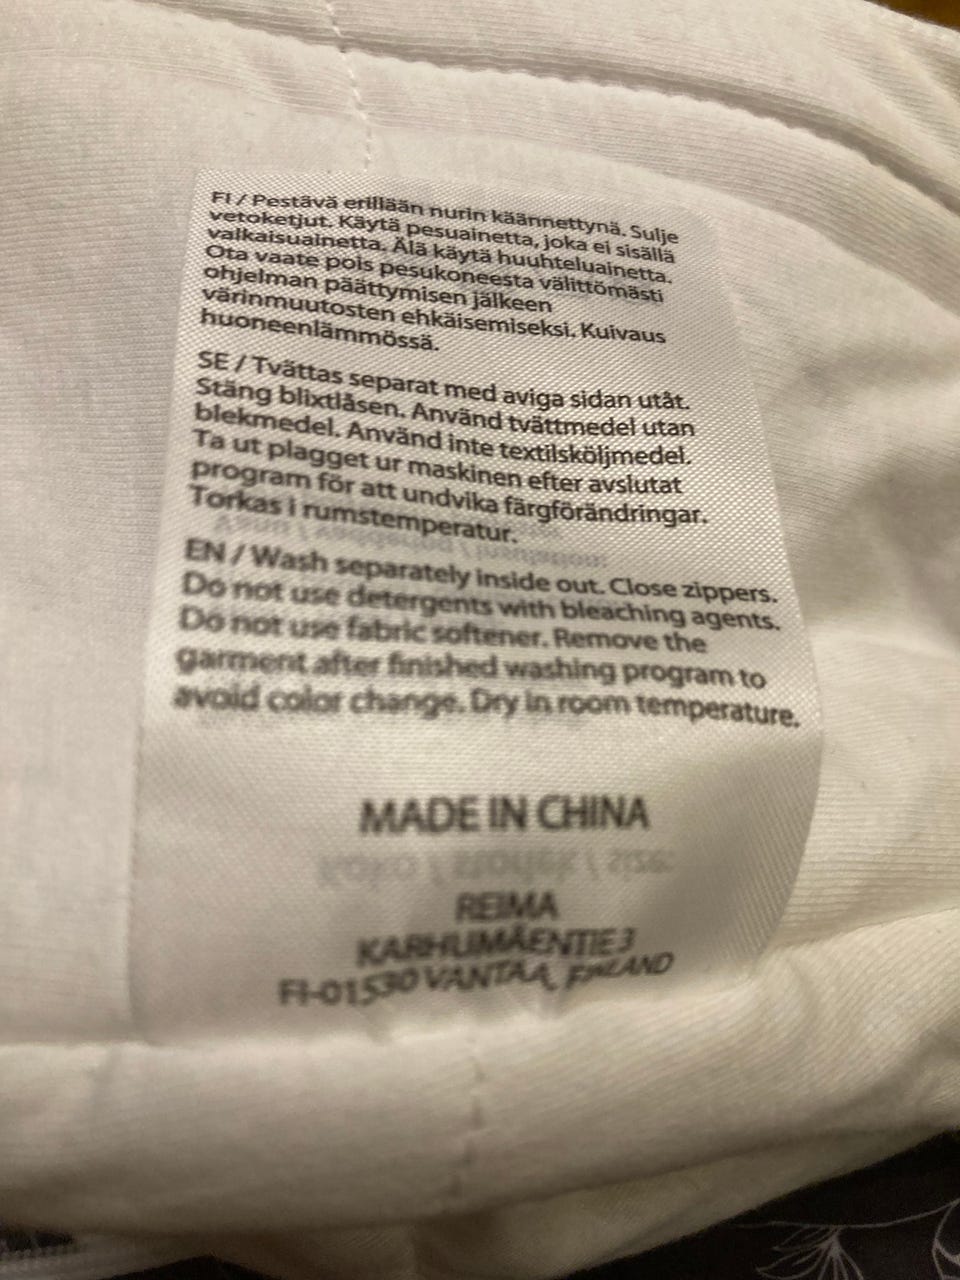 FI / Pestävä erillään nurin käännettynä. Sulje
vetoketjut. Käytä pesuainetta, joka ei sisällä
valkaisuainetta. Älä käytä huuhteluainetta.
Ota vaate pois pesukoneesta välittömästi
ohjelman päättymisen jälkeen
värinmuutosten ehkäisemiseksi. Kuivaus
huoneenlämmössä.
SE / Tvättas separat med aviga sidan utåt.
Stäng blixtlåsen. Använd tvättmedel utan
blekmedel. Använd inte textilsköljmedel.
Ta ut plagget ur maskinen efter avslutat
program för att undvika färgförändringar.
Torkas i rumstemperatur.
EN / Wash separately inside out. Close zippers.
Do not use detergents with bleaching agents.
Do not use fabric softener. Remove the
garment after finished washing program to
avoid color change. Dry in room temperature.
MADE IN CHINA
Koko / Storlek / Size:
REIMA
KARHUMÄENTIE 3
FI-01530 VANTAA, FINLAND